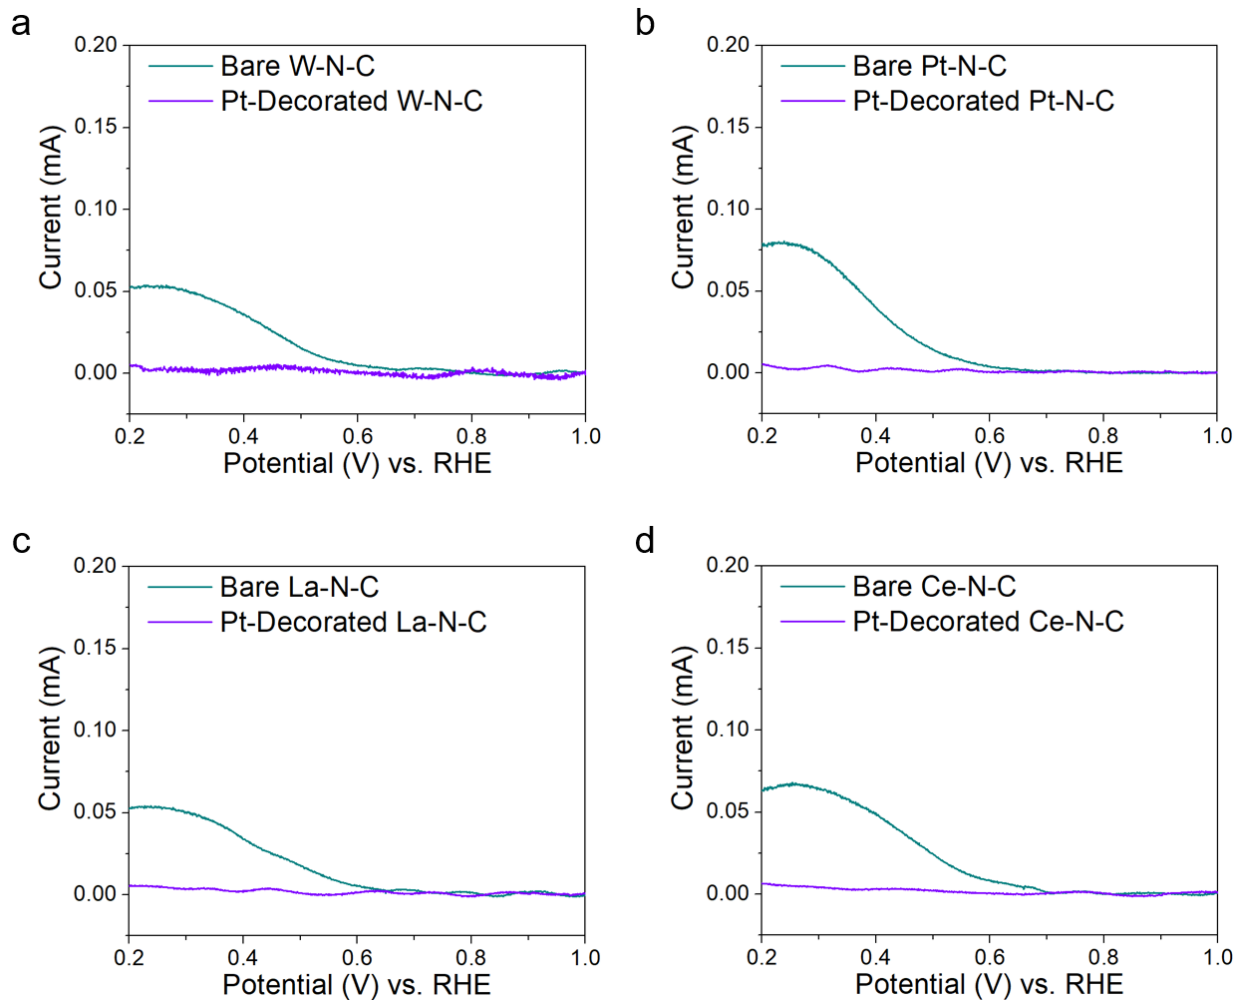 a
0.20
0.15
0.10
0.05
0.00
Current (mA)
Bare W-N-C
Pt-Decorated W-N-C
0.2 0.4 0.6 0.8 1.0
Potential (V) vs. RHE
b
0.20
0.15
0.10
0.05
0.00
Current (mA)
Bare Pt-N-C
Pt-Decorated Pt-N-C
0.2 0.4 0.6 0.8 1.0
Potential (V) vs. RHE
c
0.20
0.15
0.10
0.05
0.00
Current (mA)
Bare La-N-C
Pt-Decorated La-N-C
0.2 0.4 0.6 0.8 1.0
Potential (V) vs. RHE
d
0.20
0.15
0.10
0.05
0.00
Current (mA)
Bare Ce-N-C
Pt-Decorated Ce-N-C
0.2 0.4 0.6 0.8 1.0
Potential (V) vs. RHE